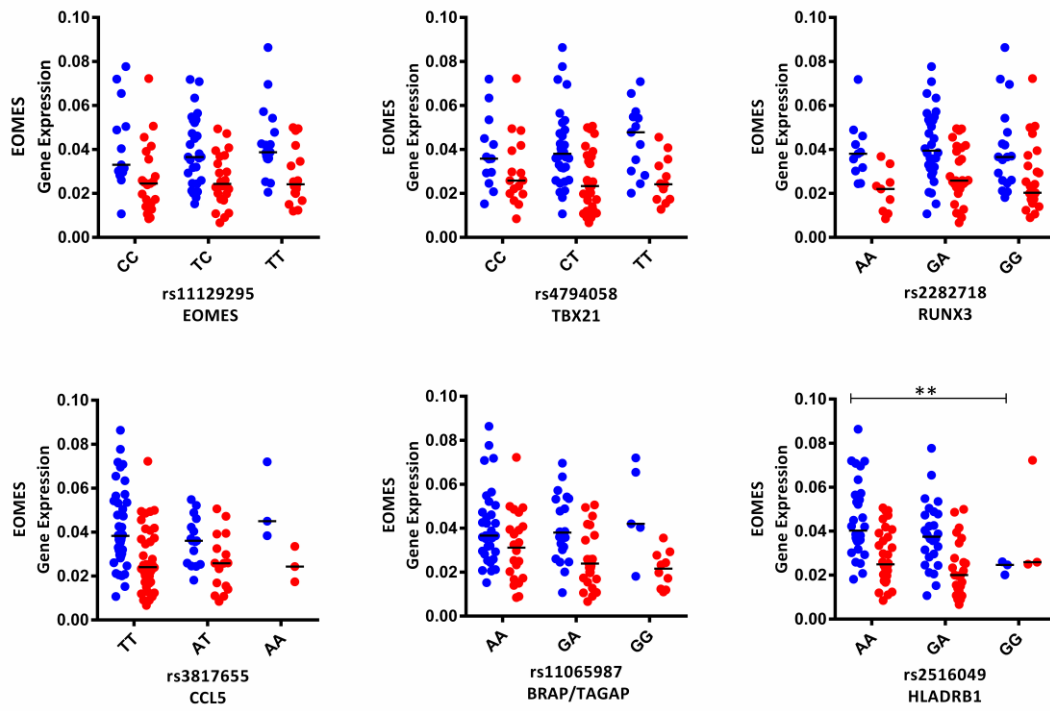 EOMES
Gene Expression
0.10
0.08
0.06
0.04
0.02
0.00
CC
TC
TT
rs11129295
EOMES
EOMES
Gene Expression
0.10
0.08
0.06
0.04
0.02
0.00
CC
CT
TT
rs4794058
TBX21
EOMES
Gene Expression
0.10
0.08
0.06
0.04
0.02
0.00
AA
GA
GG
rs2282718
RUNX3
EOMES
Gene Expression
0.10
0.08
0.06
0.04
0.02
0.00
TT
AT
AA
rs3817655
CCL5
EOMES
Gene Expression
0.10
0.08
0.06
0.04
0.02
0.00
AA
GA
GG
rs11065987
BRAP/TAGAP
EOMES
Gene Expression
0.10
0.08
0.06
0.04
0.02
0.00
**
AA
GA
GG
rs2516049
HLADRB1